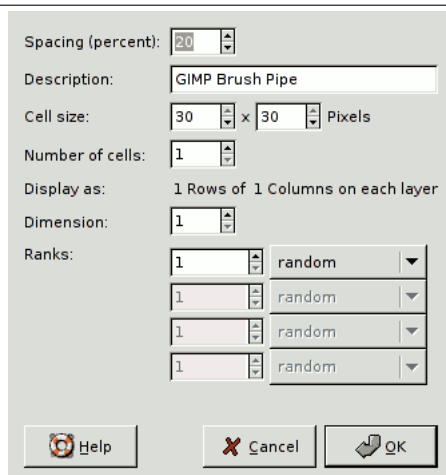 Spacing (percent): 20
Description: GIMP Brush Pipe
Cell size: 30 x 30 Pixels
Number of cells: 1
Display as: 1 Rows of 1 Columns on each layer
Dimension: 1
Ranks: 1 random
1 random
1 random
1 random
Help Cancel OK